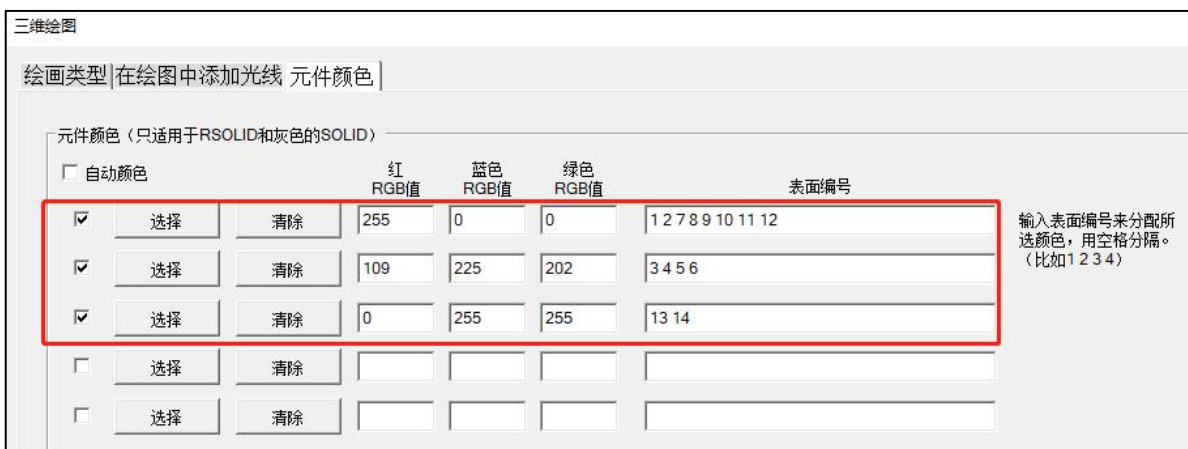 三维绘图
绘画类型 在绘图中添加光线 元件颜色
元件颜色（只适用于RSOLID和灰色的SOLID）
自动颜色
红 蓝色 绿色
RGB值 RGB值 RGB值 表面编号
选择 清除 255 0 0 1 2 7 8 9 10 11 12
选择 清除 109 225 202 3 4 5 6
选择 清除 0 255 255 13 14
选择 清除
选择 清除
输入表面编号来分配所
选颜色，用空格分隔。
（比如1 2 3 4）